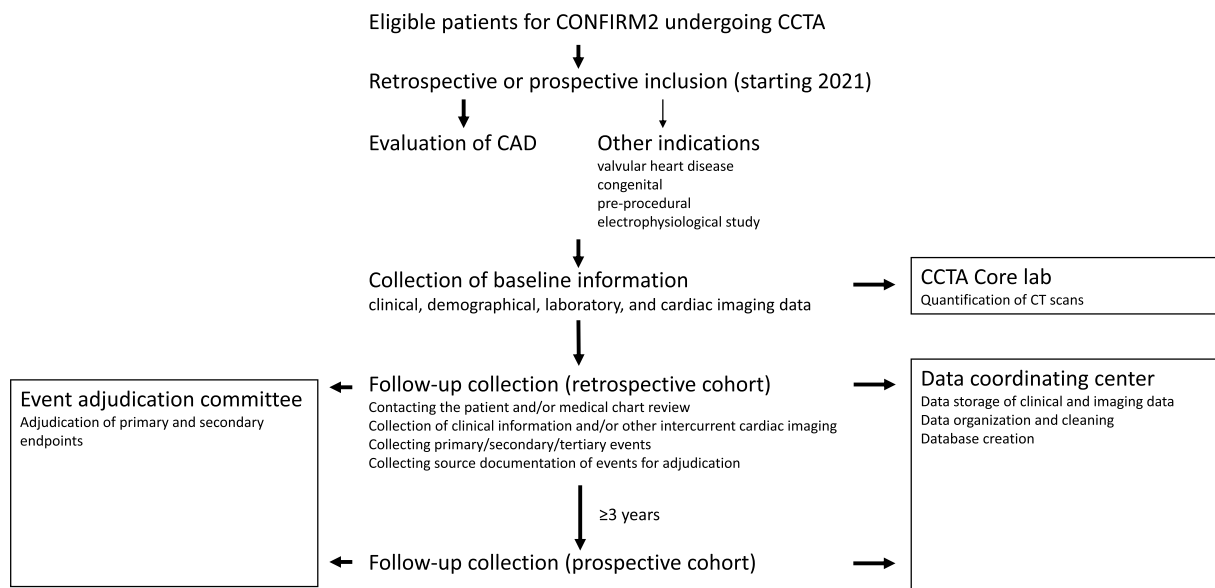 Eligible patients for CONFIRM2 undergoing CCTA
Retrospective or prospective inclusion (starting 2021)
Evaluation of CAD
Other indications
valvular heart disease
congenital
pre-procedural
electrophysiological study
Collection of baseline information
clinical, demographical, laboratory, and cardiac imaging data
CCTA Core lab
Quantification of CT scans
Follow-up collection (retrospective cohort)
Contacting the patient and/or medical chart review
Collection of clinical information and/or other intercurrent cardiac imaging
Collecting primary/secondary/tertiary events
Collecting source documentation of events for adjudication
Event adjudication committee
Adjudication of primary and secondary
endpoints
Data coordinating center
Data storage of clinical and imaging data
Data organization and cleaning
Database creation
≥3 years
Follow-up collection (prospective cohort)